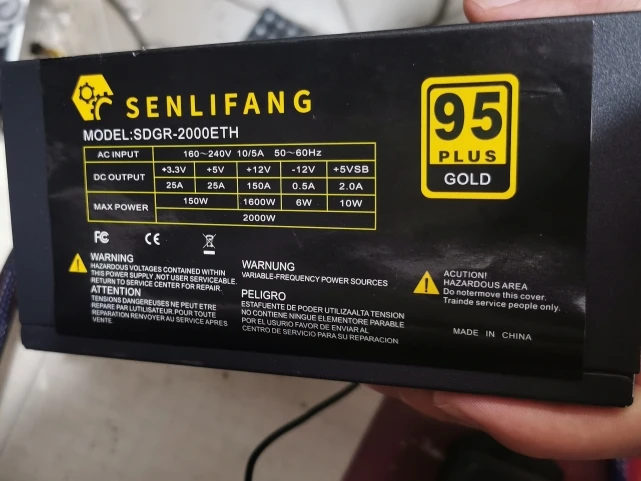 SENLIFANG
MODEL:SDGR-2000ETH
AC INPUT 160~240V 10/5A 50~60Hz
DC OUTPUT +3.3V +5V +12V -12V +5VSB
25A 25A 150A 0.5A 2.0A
MAX POWER 150W 1600W 6W 10W
2000W
95
PLUS
GOLD
FC CE
WARNING
HAZARDOUS VOLTAGES CONTAINED WITHIN
THIS POWER SUPPLY ,NOT USER SERVICEABLE.
RETURN TO SERVICE CENTER FOR REPAIR.
ATTENTION
TENSIONS DANGEREUSES NE PEUT ETRE
REPARE PAR LUTILISATEUR.POUR TOUTE
REPARATION RENVOYER AU SERVICE APRES
VENTE.
WARNUNG
VARIABLE-FREQUENCY POWER SOURCES
PELIGRO
ESTAFUENTE DE PODER UTILIZAALTA TENSION
NO CONTIENE NINGUE ELEMENTORE PARABLE
POR EL USURIO FAVOR DE ENVIAR AL
CENTRO DE SERVICIO PARA SU REPARACION
ACUTION!
HAZARDOUS AREA
Do notermove this cover.
Trainde service people only.
MADE IN CHINA